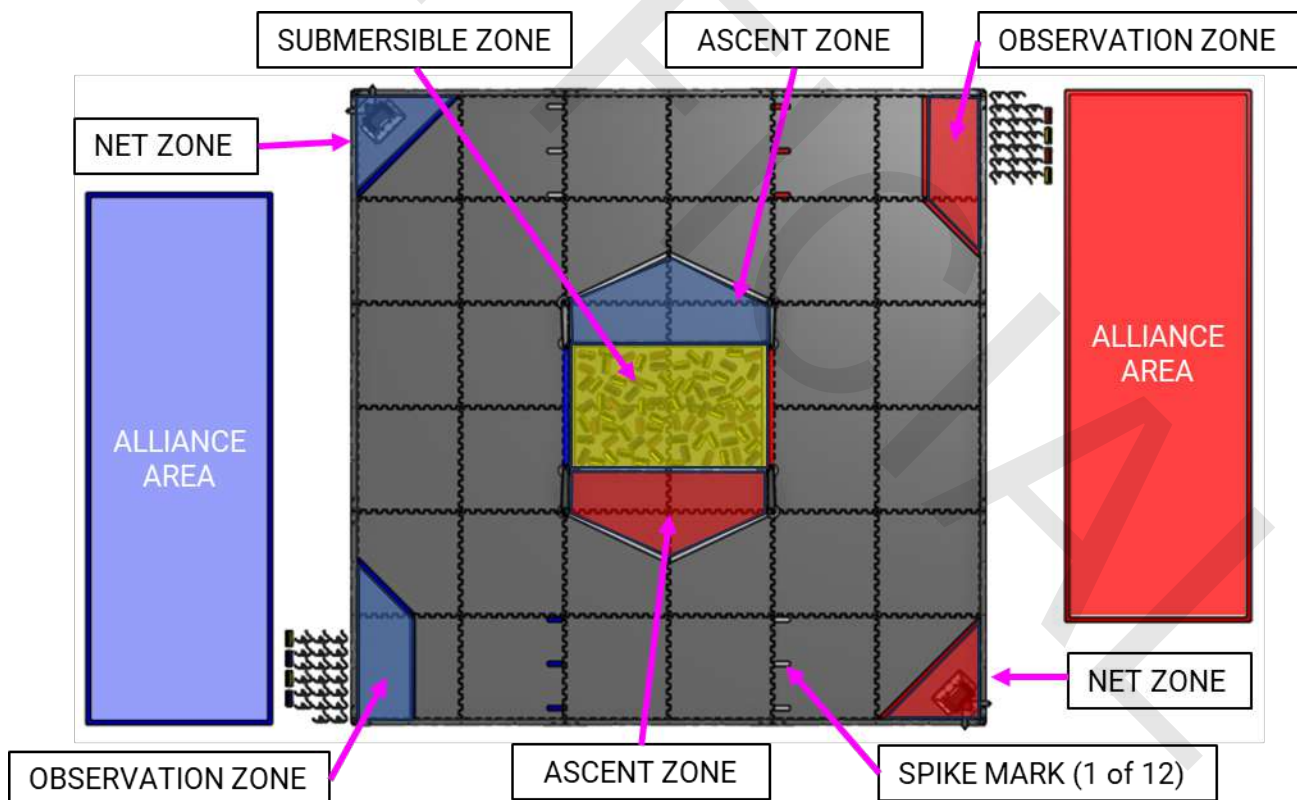 SUBMERSIBLE ZONE
ASCENT ZONE
OBSERVATION ZONE
NET ZONE
ALLIANCE
AREA
ALLIANCE
AREA
NET ZONE
OBSERVATION ZONE
ASCENT ZONE
SPIKE MARK (1 of 12)